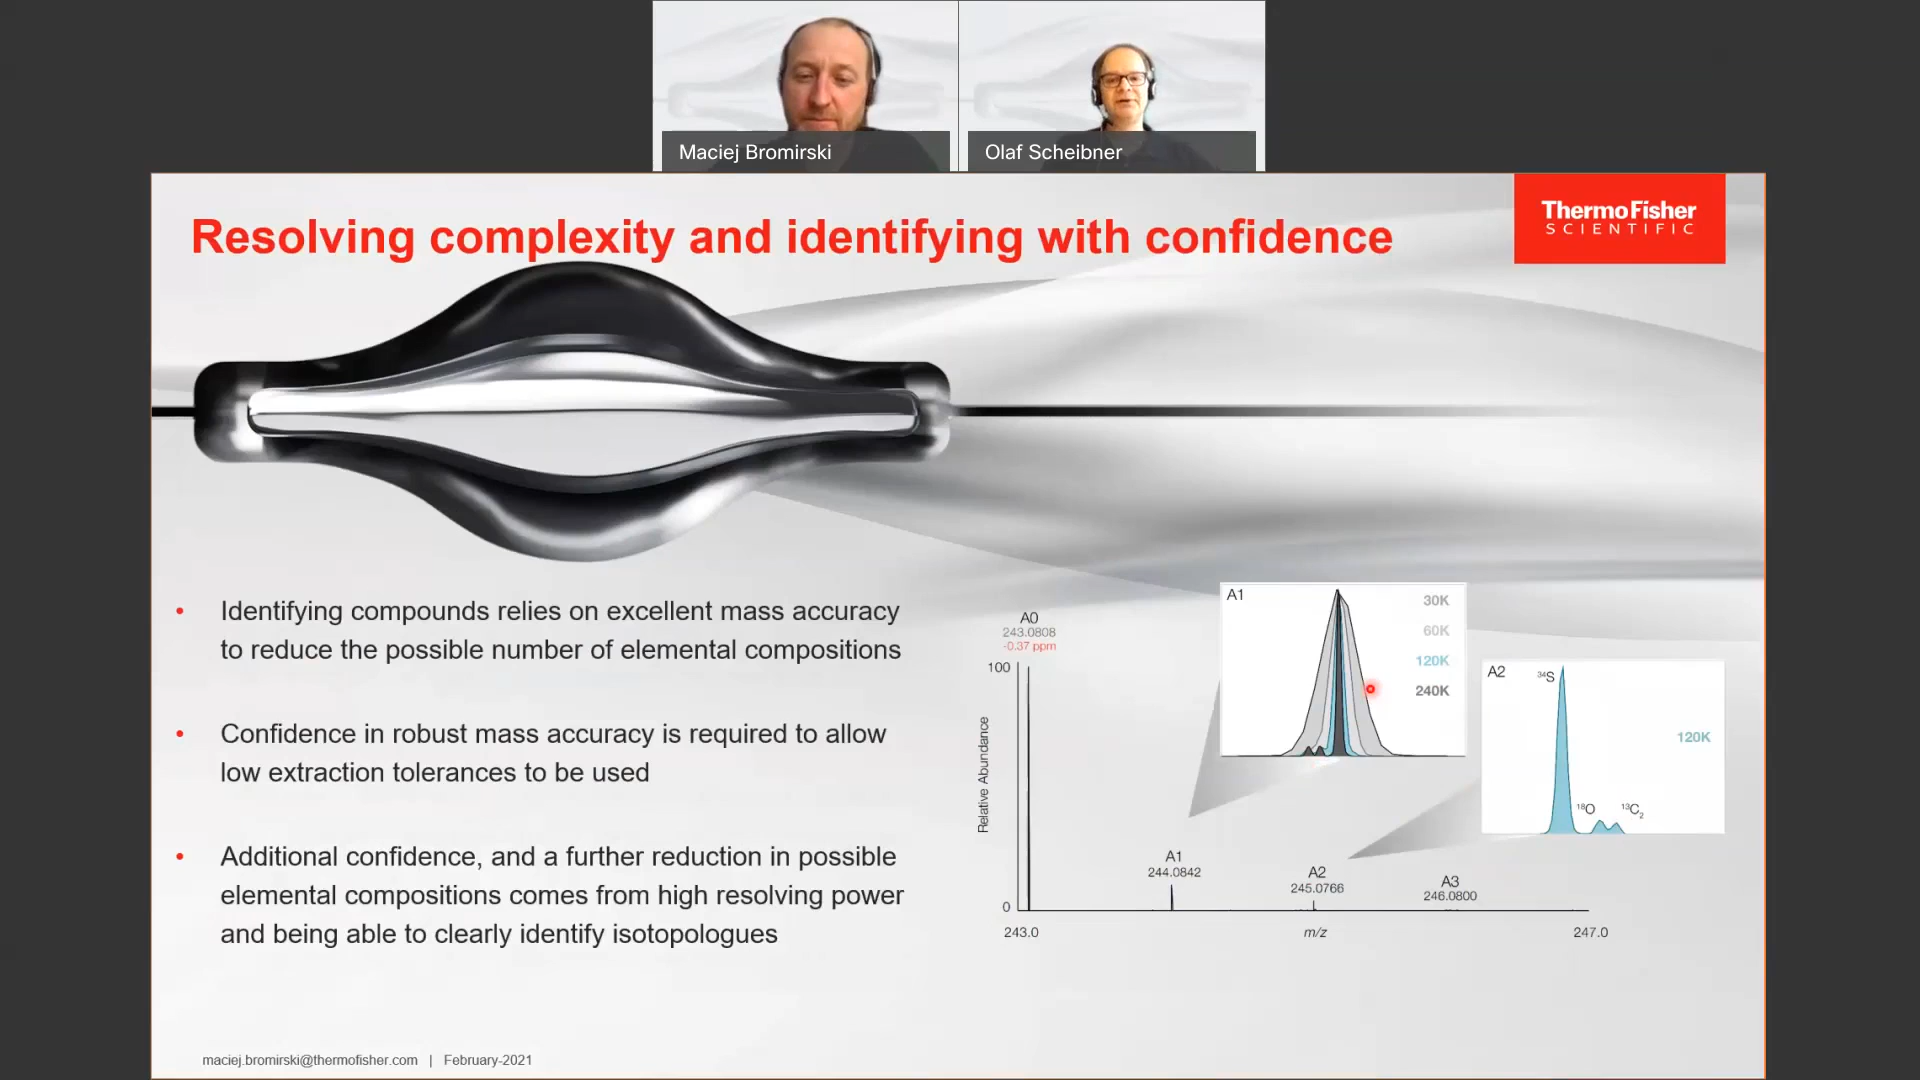 Maciej Bromirski
Olaf Scheibner
Resolving complexity and identifying with confidence
ThermoFisher
SCIENTIFIC
• Identifying compounds relies on excellent mass accuracy
to reduce the possible number of elemental compositions
• Confidence in robust mass accuracy is required to allow
low extraction tolerances to be used
• Additional confidence, and a further reduction in possible
elemental compositions comes from high resolving power
and being able to clearly identify isotopologues
A0
243.0808
-0.37 ppm
100
Relative Abundance
0
243.0
m/z
247.0
A1
244.0842
A2
245.0766
A3
246.0800
A1
30K
60K
120K
240K
A2
³⁴S
120K
¹⁸O
¹³C₂
maciej.bromirski@thermofisher.com | February-2021